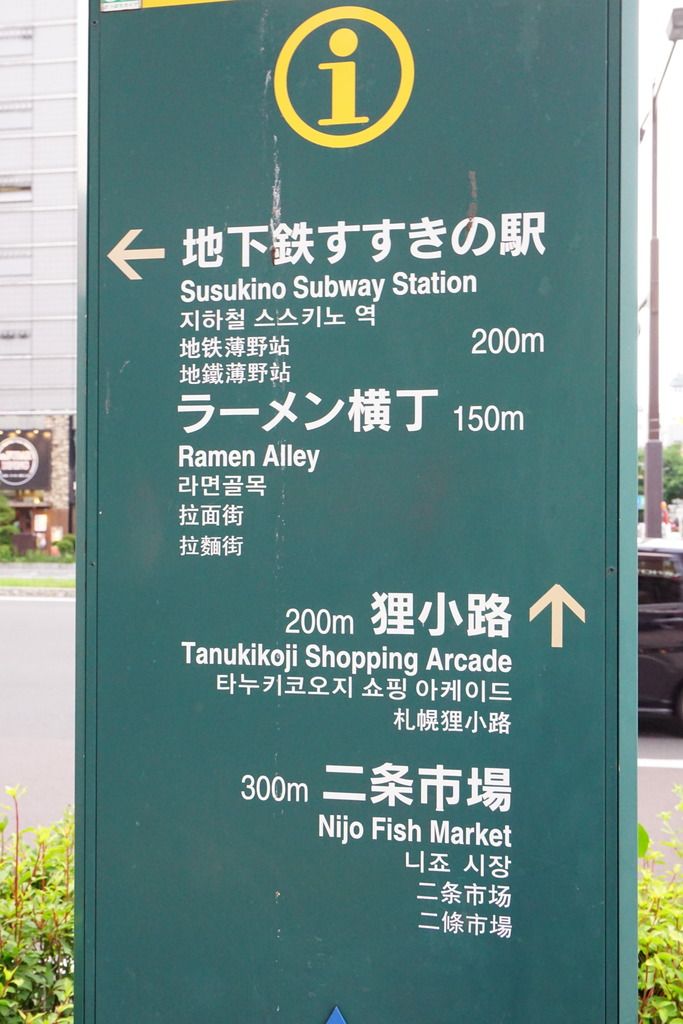 i
← 地下鉄すすきの駅
Susukino Subway Station
지하철 스스키노 역
地铁薄野站 200m
地鐵薄野站
ラーメン横丁 150m
Ramen Alley
라면골목
拉面街
拉麵街
200m 狸小路 ↑
Tanukikoji Shopping Arcade
타누키코오지 쇼핑 아케이드
札幌狸小路
300m 二条市場
Nijo Fish Market
니죠 시장
二条市场
二條市場